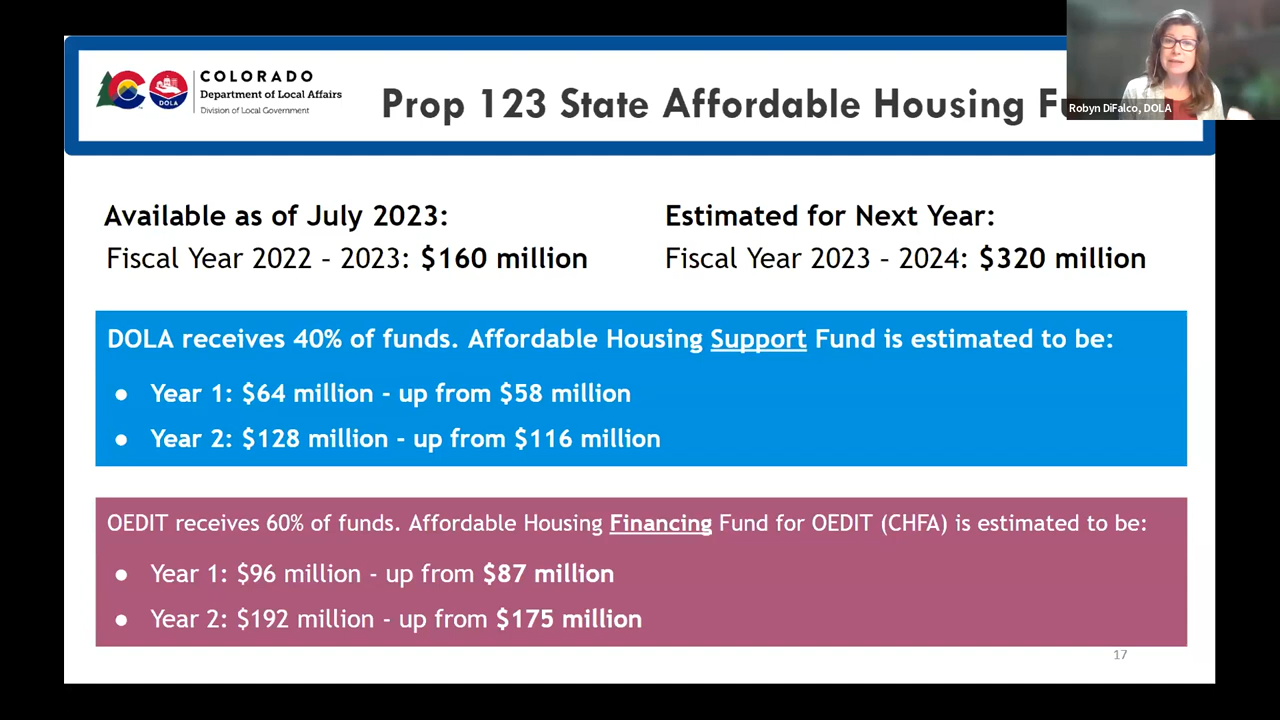 COLORADO
Department of Local Affairs
Division of Local Government
DOLA
Prop 123 State Affordable Housing
Robyn DiFalco, DOLA
Available as of July 2023:
Fiscal Year 2022 - 2023: $160 million
Estimated for Next Year:
Fiscal Year 2023 - 2024: $320 million
DOLA receives 40% of funds. Affordable Housing Support Fund is estimated to be:
● Year 1: $64 million - up from $58 million
● Year 2: $128 million - up from $116 million
OEDIT receives 60% of funds. Affordable Housing Financing Fund for OEDIT (CHFA) is estimated to be:
● Year 1: $96 million - up from $87 million
● Year 2: $192 million - up from $175 million
17